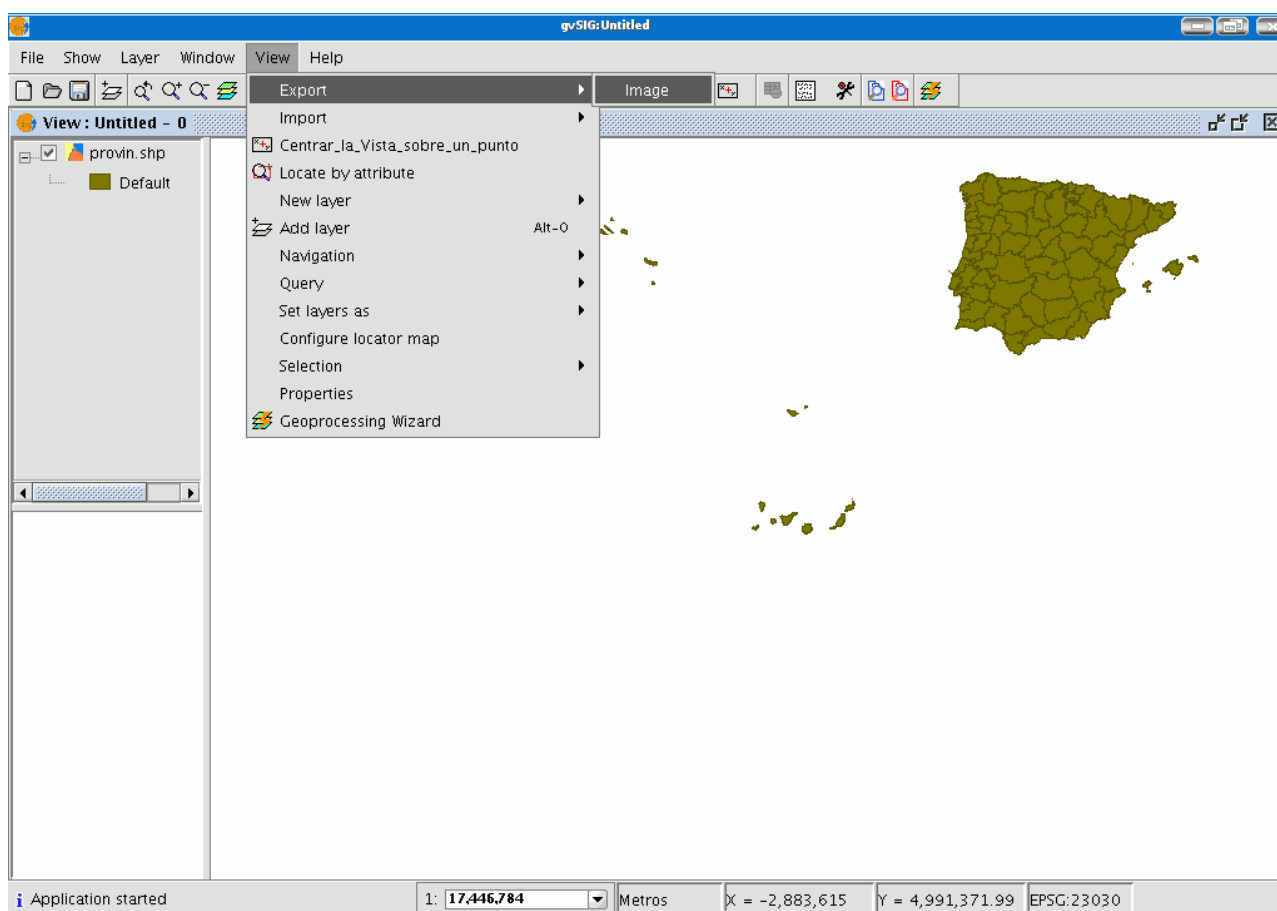 gvSIG:Untitled
File Show Layer Window View Help
Export Image
View : Untitled - 0
Import
provin.shp
Centrar_la_Vista_sobre_un_punto
Default
Locate by attribute
New layer
Add layer Alt-O
Navigation
Query
Set layers as
Configure locator map
Selection
Properties
Geoprocessing Wizard
Application started 1: 17,446,784 Metros X = -2,883,615 Y = 4,991,371.99 EPSG:23030